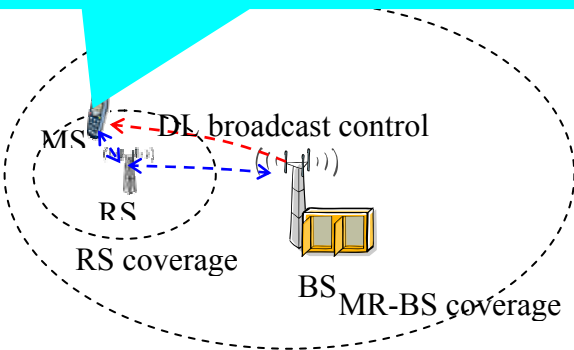 DL broadcast control
MS
RS
RS coverage
BS
MR-BS coverage